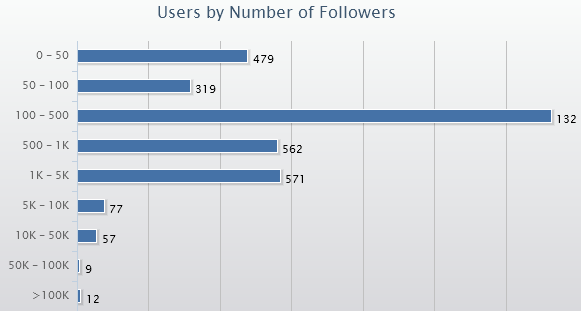 Users by Number of Followers
0 – 50 479
50 – 100 319
100 – 500 132
500 – 1K 562
1K – 5K 571
5K – 10K 77
10K – 50K 57
50K – 100K 9
>100K 12